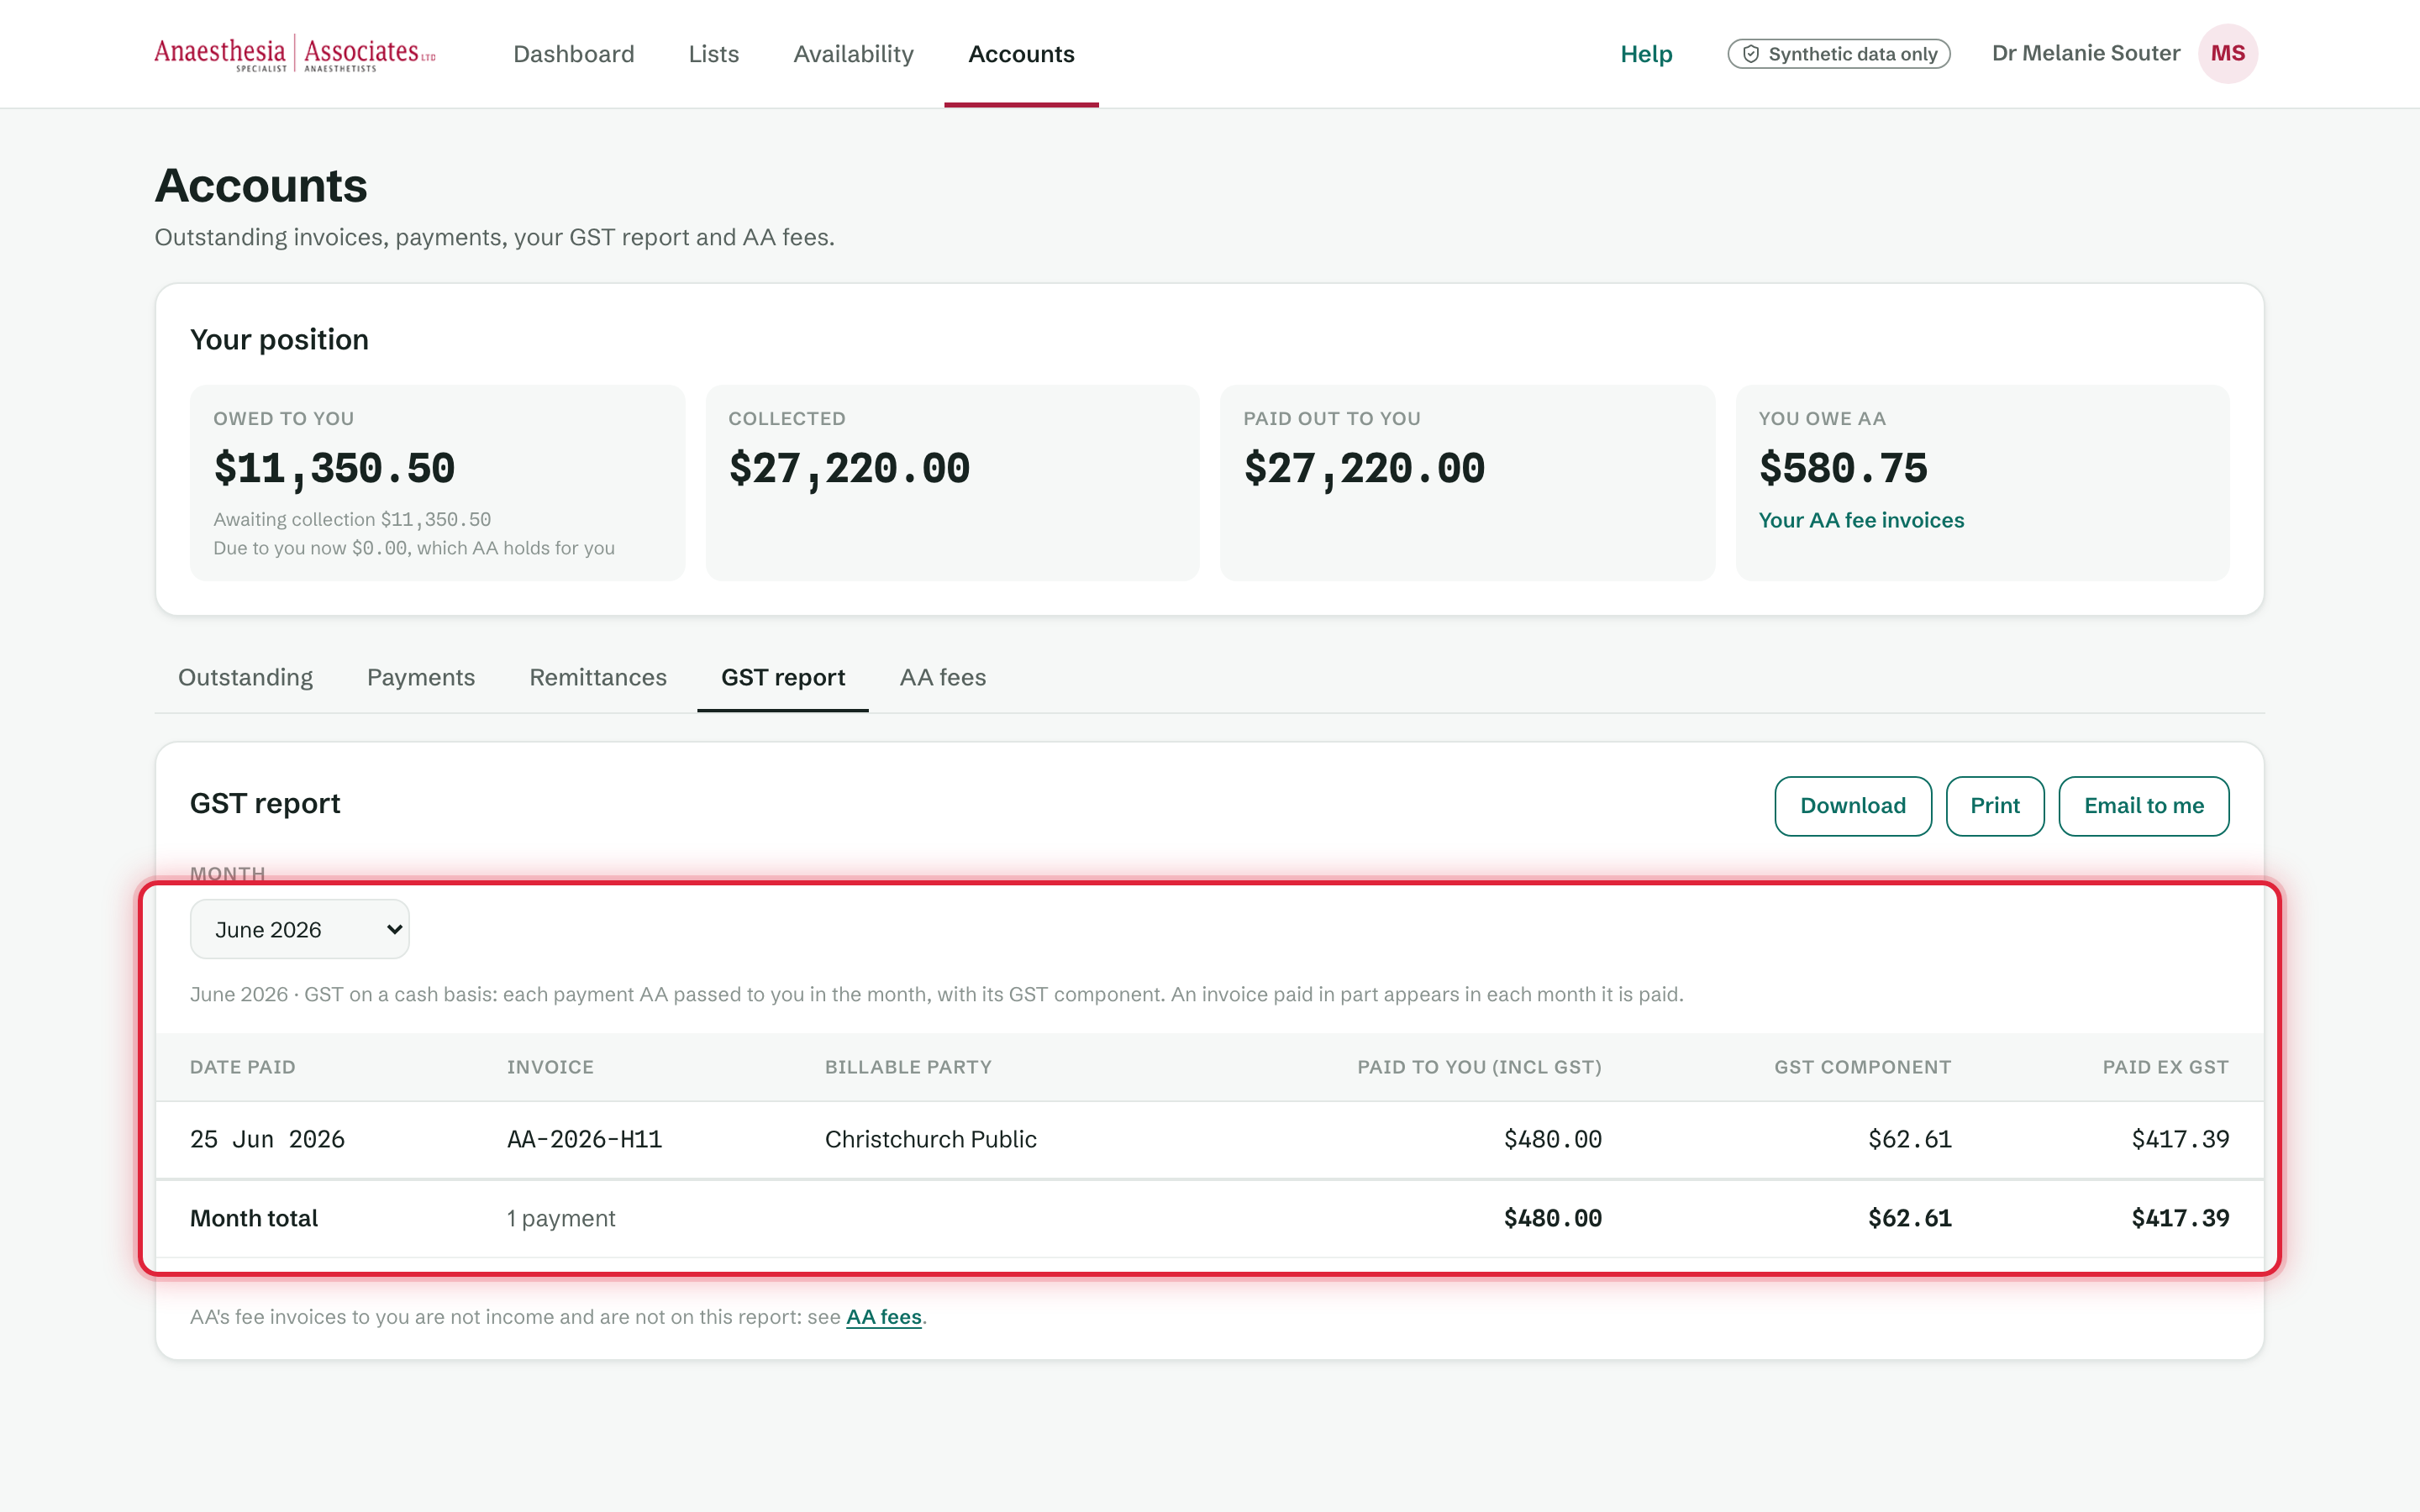 Anaesthesia Associates LTD
SPECIALIST ANAESTHETISTS
Dashboard Lists Availability Accounts Help Synthetic data only Dr Melanie Souter MS
Accounts
Outstanding invoices, payments, your GST report and AA fees.
Your position
OWED TO YOU
$11,350.50
Awaiting collection $11,350.50
Due to you now $0.00, which AA holds for you
COLLECTED
$27,220.00
PAID OUT TO YOU
$27,220.00
YOU OWE AA
$580.75
Your AA fee invoices
Outstanding Payments Remittances GST report AA fees
GST report Download Print Email to me
MONTH
June 2026
June 2026 · GST on a cash basis: each payment AA passed to you in the month, with its GST component. An invoice paid in part appears in each month it is paid.
DATE PAID INVOICE BILLABLE PARTY PAID TO YOU (INCL GST) GST COMPONENT PAID EX GST
25 Jun 2026 AA-2026-H11 Christchurch Public $480.00 $62.61 $417.39
Month total 1 payment $480.00 $62.61 $417.39
AA's fee invoices to you are not income and are not on this report: see AA fees.